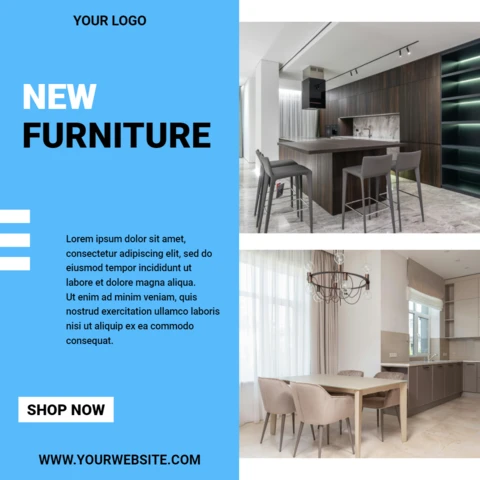 YOUR LOGO
NEW
FURNITURE
Lorem ipsum dolor sit amet,
consectetur adipiscing elit, sed do
eiusmod tempor incididunt ut
labore et dolore magna aliqua.
Ut enim ad minim veniam, quis
nostrud exercitation ullamco laboris
nisi ut aliquip ex ea commodo
consequat.
SHOP NOW
WWW.YOURWEBSITE.COM